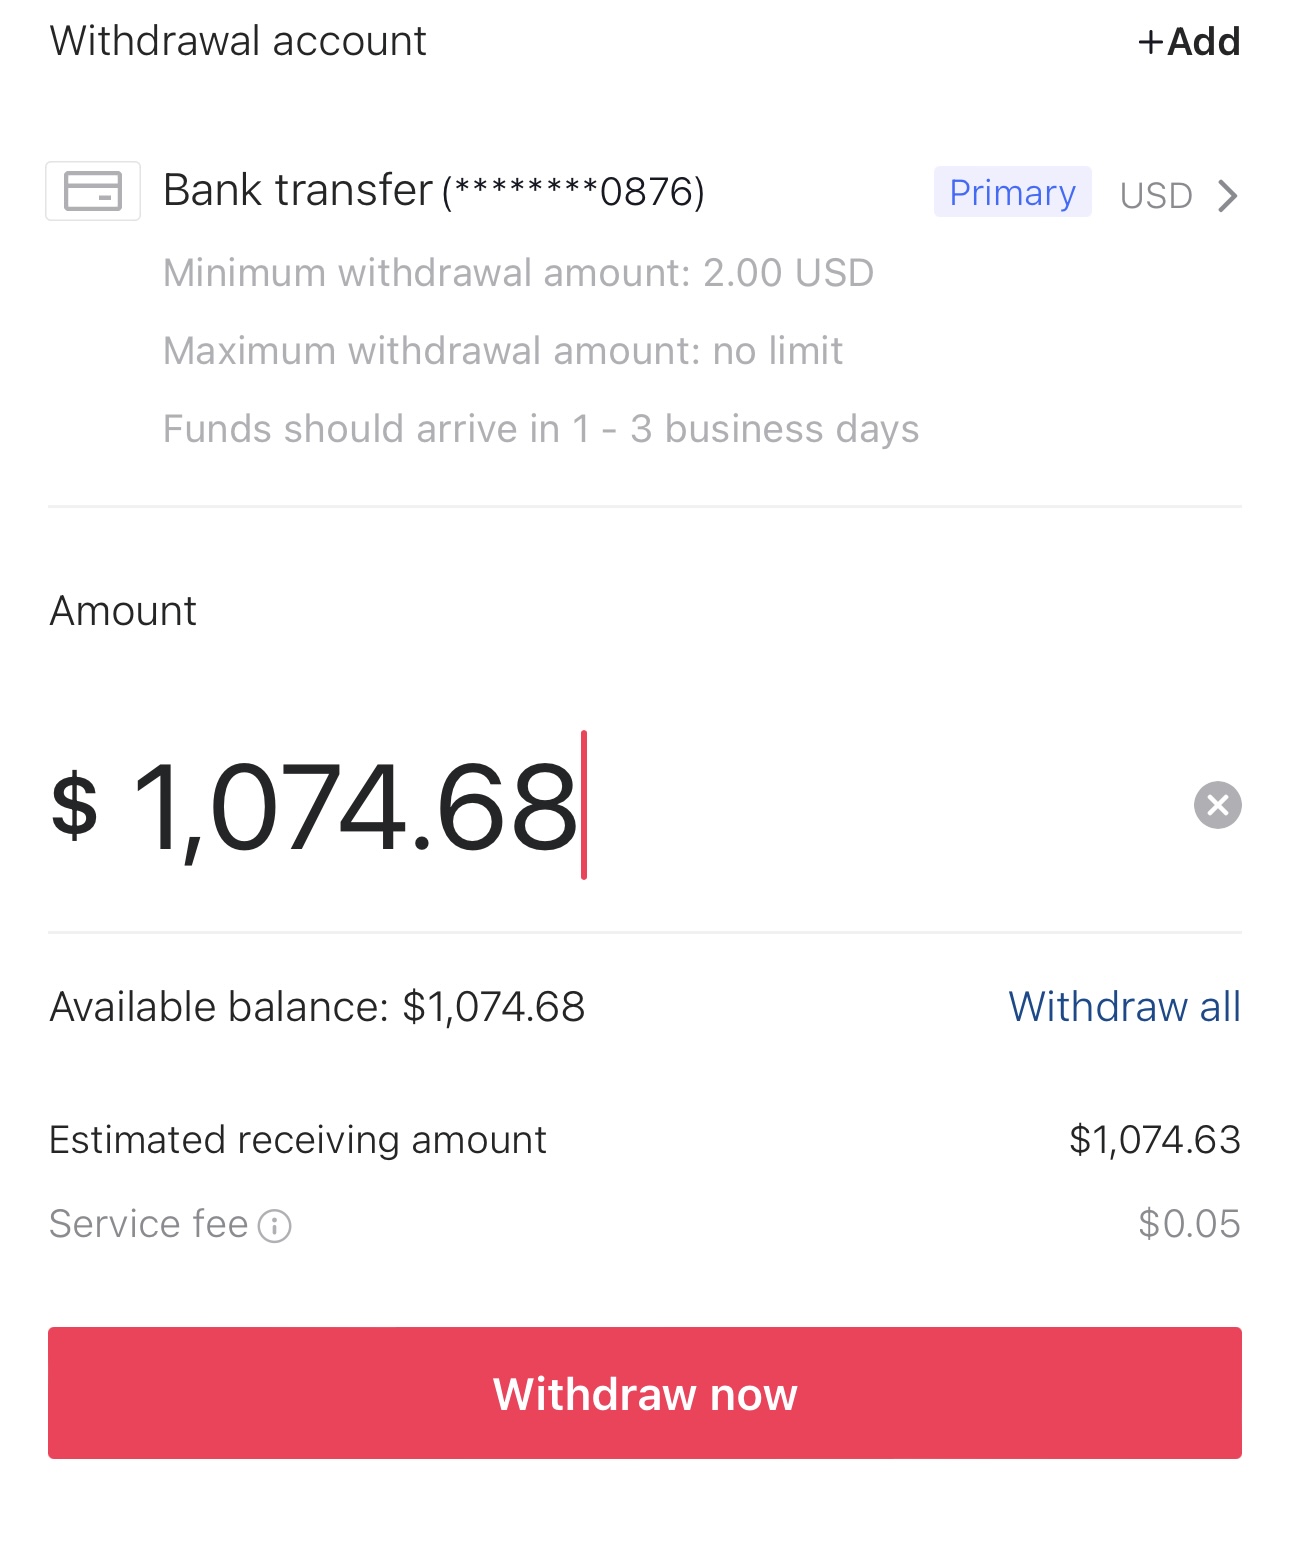 Withdrawal account +Add
Bank transfer (********0876) Primary USD
Minimum withdrawal amount: 2.00 USD
Maximum withdrawal amount: no limit
Funds should arrive in 1 - 3 business days
Amount
$ 1,074.68
Available balance: $1,074.68 Withdraw all
Estimated receiving amount $1,074.63
Service fee $0.05
Withdraw now